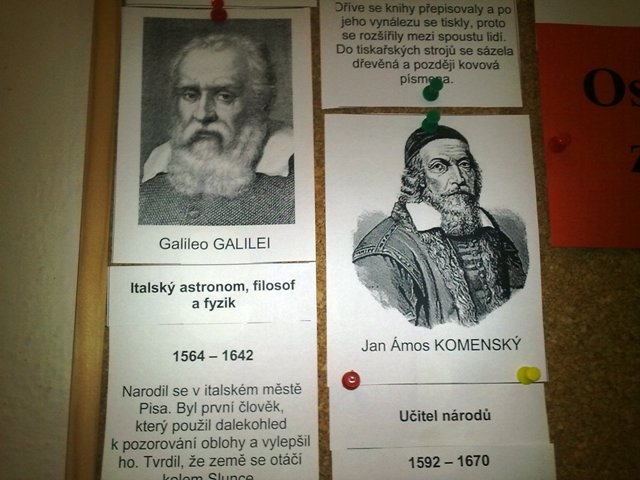 Dříve se knihy přepisovaly a po
jeho vynálezu se tiskly, proto
se rozšířily mezi spoustu lidí.
Do tiskařských strojů se sázela
dřevěná a později kovová
písmena.
Galileo GALILEI
Italský astronom, filosof
a fyzik
1564 – 1642
Narodil se v italském městě
Pisa. Byl první člověk,
který použil dalekohled
k pozorování oblohy a vylepšil
ho. Tvrdil, že země se otáčí
kolem Slunce
Jan Ámos KOMENSKÝ
Učitel národů
1592 – 1670